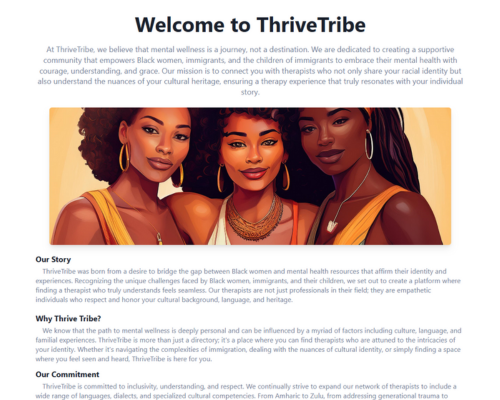 Welcome to ThriveTribe
At ThriveTribe, we believe that mental wellness is a journey, not a destination. We are dedicated to creating a supportive
community that empowers Black women, immigrants, and the children of immigrants to embrace their mental health with
courage, understanding, and grace. Our mission is to connect you with therapists who not only share your racial identity but
also understand the nuances of your cultural heritage, ensuring a therapy experience that truly resonates with your individual
story.
Our Story
ThriveTribe was born from a desire to bridge the gap between Black women and mental health resources that affirm their identity and
experiences. Recognizing the unique challenges faced by Black women, immigrants, and their children, we set out to create a platform where
finding a therapist who truly understands feels seamless. Our therapists are not just professionals in their field; they are empathetic
individuals who respect and honor your cultural background, language, and heritage.
Why Thrive Tribe?
We know that the path to mental wellness is deeply personal and can be influenced by a myriad of factors including culture, language, and
familial experiences. ThriveTribe is more than just a directory; it's a place where you can find therapists who are attuned to the intricacies of
your identity. Whether it's navigating the complexities of immigration, dealing with the nuances of cultural identity, or simply finding a space
where you feel seen and heard, ThriveTribe is here for you.
Our Commitment
ThriveTribe is committed to inclusivity, understanding, and respect. We continually strive to expand our network of therapists to include a
wide range of languages, dialects, and specialized cultural competencies. From Amharic to Zulu, from addressing generational trauma to